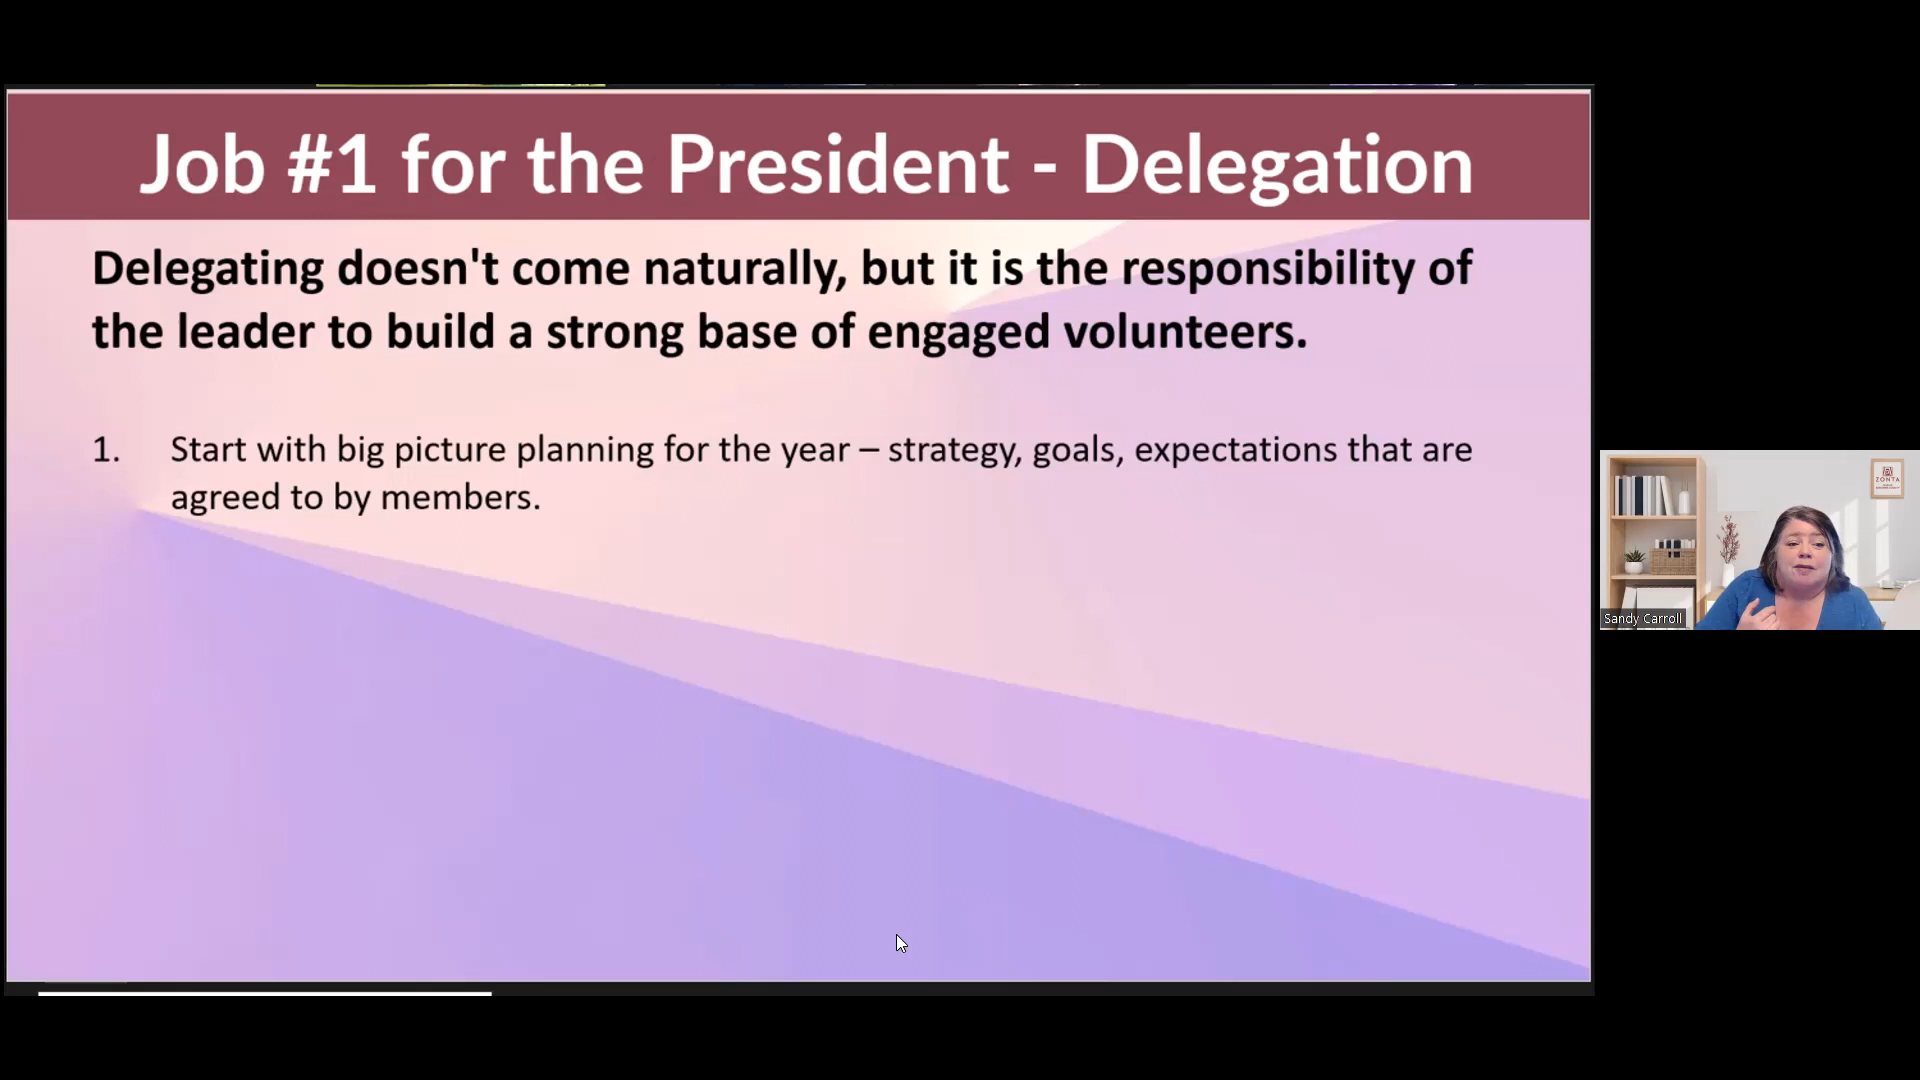 Job #1 for the President - Delegation
Delegating doesn't come naturally, but it is the responsibility of
the leader to build a strong base of engaged volunteers.
1. Start with big picture planning for the year – strategy, goals, expectations that are
agreed to by members.
ZONTA
Sandy Carroll